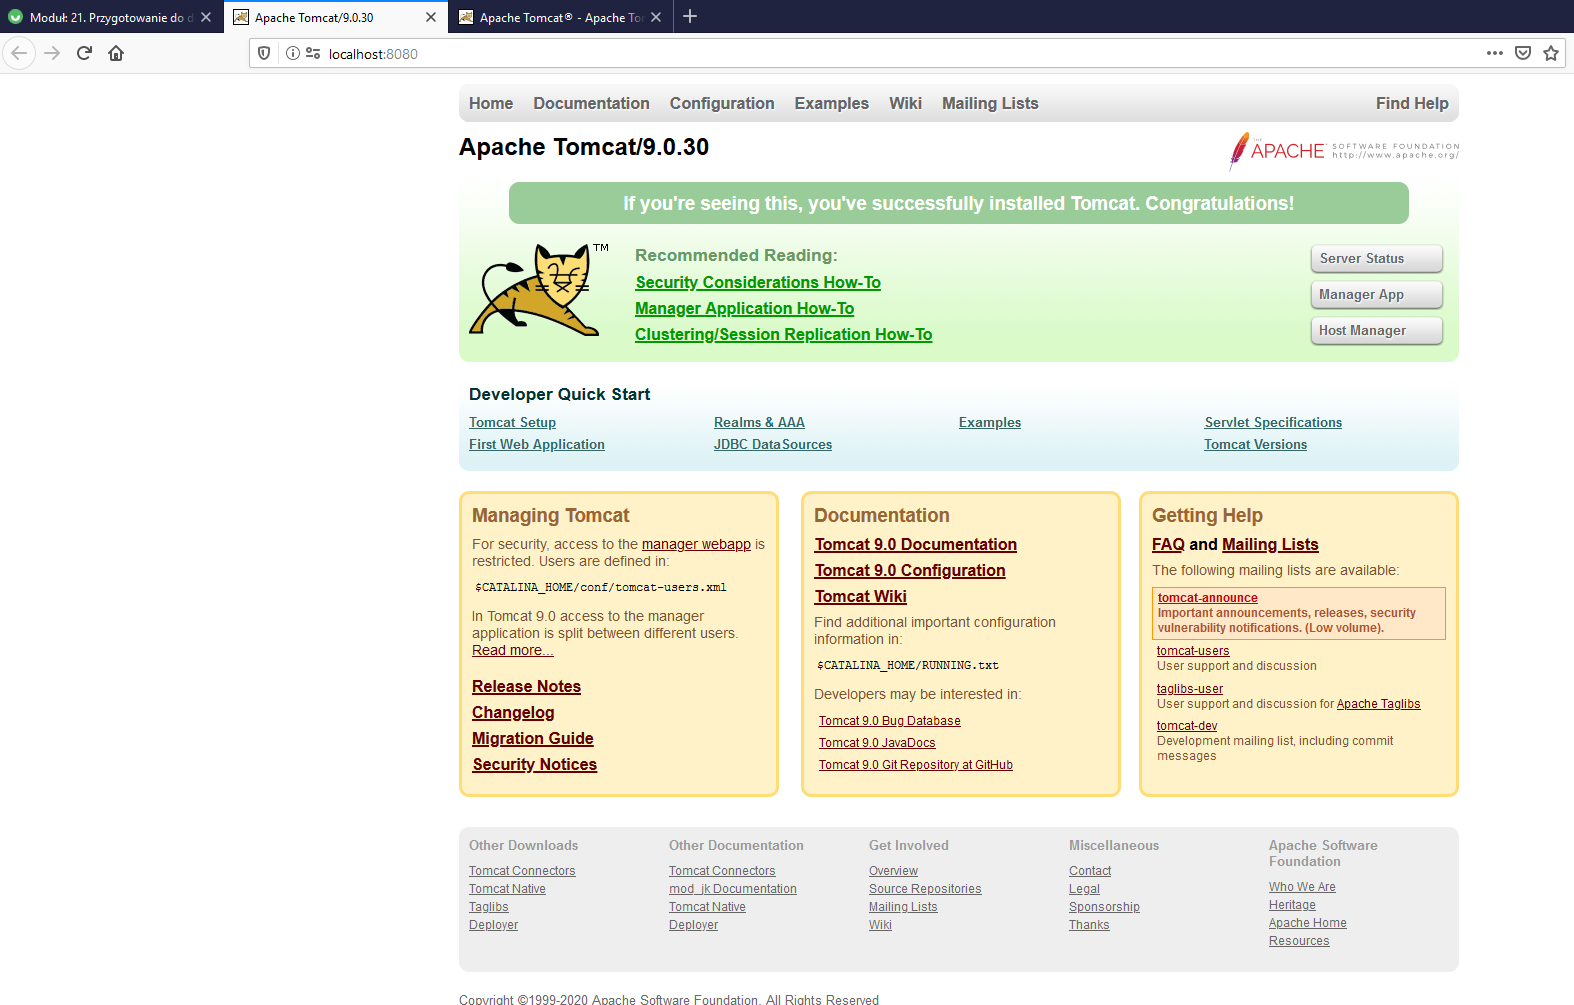 Moduł: 21. Przygotowanie do d
Apache Tomcat/9.0.30
Apache Tomcat® - Apache Tom
localhost:8080
Home Documentation Configuration Examples Wiki Mailing Lists Find Help
Apache Tomcat/9.0.30
THE APACHE® SOFTWARE FOUNDATION
http://www.apache.org/
If you're seeing this, you've successfully installed Tomcat. Congratulations!
TM
Recommended Reading:
Security Considerations How-To
Manager Application How-To
Clustering/Session Replication How-To
Server Status
Manager App
Host Manager
Developer Quick Start
Tomcat Setup
First Web Application
Realms & AAA
JDBC DataSources
Examples
Servlet Specifications
Tomcat Versions
Managing Tomcat
For security, access to the manager webapp is
restricted. Users are defined in:
$CATALINA_HOME/conf/tomcat-users.xml
In Tomcat 9.0 access to the manager
application is split between different users.
Read more...
Release Notes
Changelog
Migration Guide
Security Notices
Documentation
Tomcat 9.0 Documentation
Tomcat 9.0 Configuration
Tomcat Wiki
Find additional important configuration
information in:
$CATALINA_HOME/RUNNING.txt
Developers may be interested in:
Tomcat 9.0 Bug Database
Tomcat 9.0 JavaDocs
Tomcat 9.0 Git Repository at GitHub
Getting Help
FAQ and Mailing Lists
The following mailing lists are available:
tomcat-announce
Important announcements, releases, security
vulnerability notifications. (Low volume).
tomcat-users
User support and discussion
taglibs-user
User support and discussion for Apache Taglibs
tomcat-dev
Development mailing list, including commit
messages
Other Downloads
Tomcat Connectors
Tomcat Native
Taglibs
Deployer
Other Documentation
Tomcat Connectors
mod_jk Documentation
Tomcat Native
Deployer
Get Involved
Overview
Source Repositories
Mailing Lists
Wiki
Miscellaneous
Contact
Legal
Sponsorship
Thanks
Apache Software
Foundation
Who We Are
Heritage
Apache Home
Resources
Copyright ©1999-2020 Apache Software Foundation. All Rights Reserved